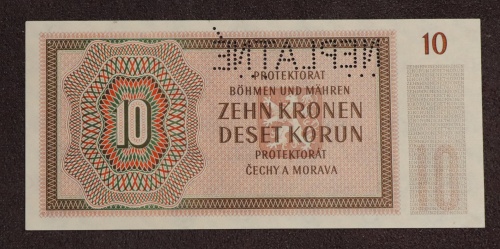 NEPLATNÉ
10
PROTEKTORAT
BÖHMEN UND MÄHREN
10
ZEHN KRONEN
DESET KORUN
PROTEKTORÁT
ČECHY A MORAVA
10